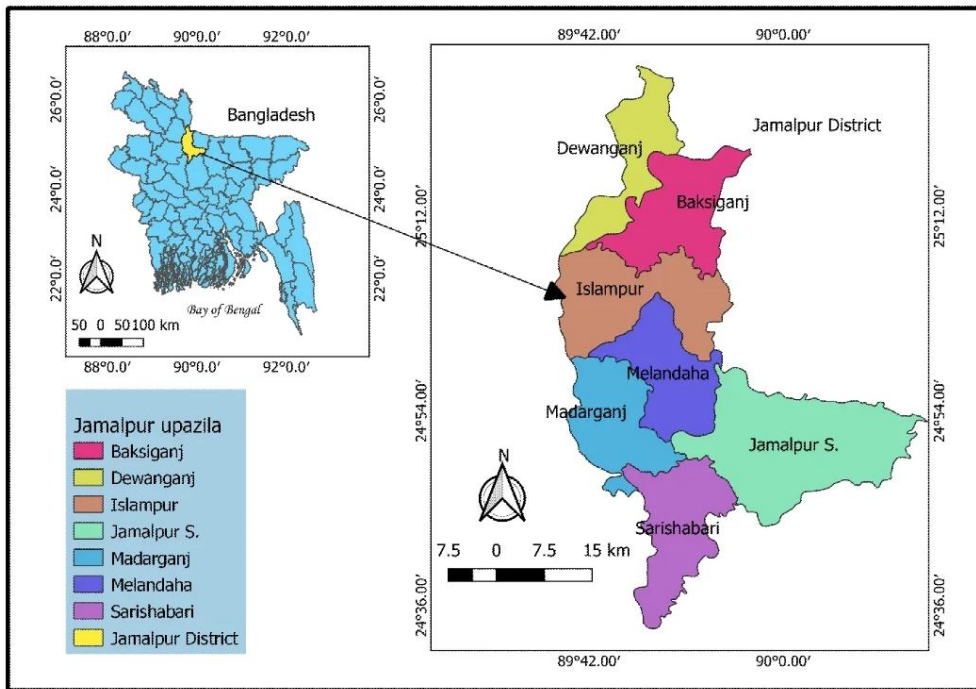 88°0.0′ 90°0.0′ 92°0.0′
26°0.0′
24°0.0′
22°0.0′
26°0.0′
24°0.0′
22°0.0′
Bangladesh
N
Bay of Bengal
50 0 50 100 km
88°0.0′ 90°0.0′ 92°0.0′
Jamalpur upazila
Baksiganj
Dewanganj
Islampur
Jamalpur S.
Madarganj
Melandaha
Sarishabari
Jamalpur District
89°42.00′ 90°0.00′
25°12.00′
24°54.00′
24°36.00′
25°12.00′
24°54.00′
24°36.00′
Jamalpur District
Dewanganj
Baksiganj
Islampur
Melandaha
Madarganj
Jamalpur S.
Sarishabari
N
7.5 0 7.5 15 km
89°42.00′ 90°0.00′